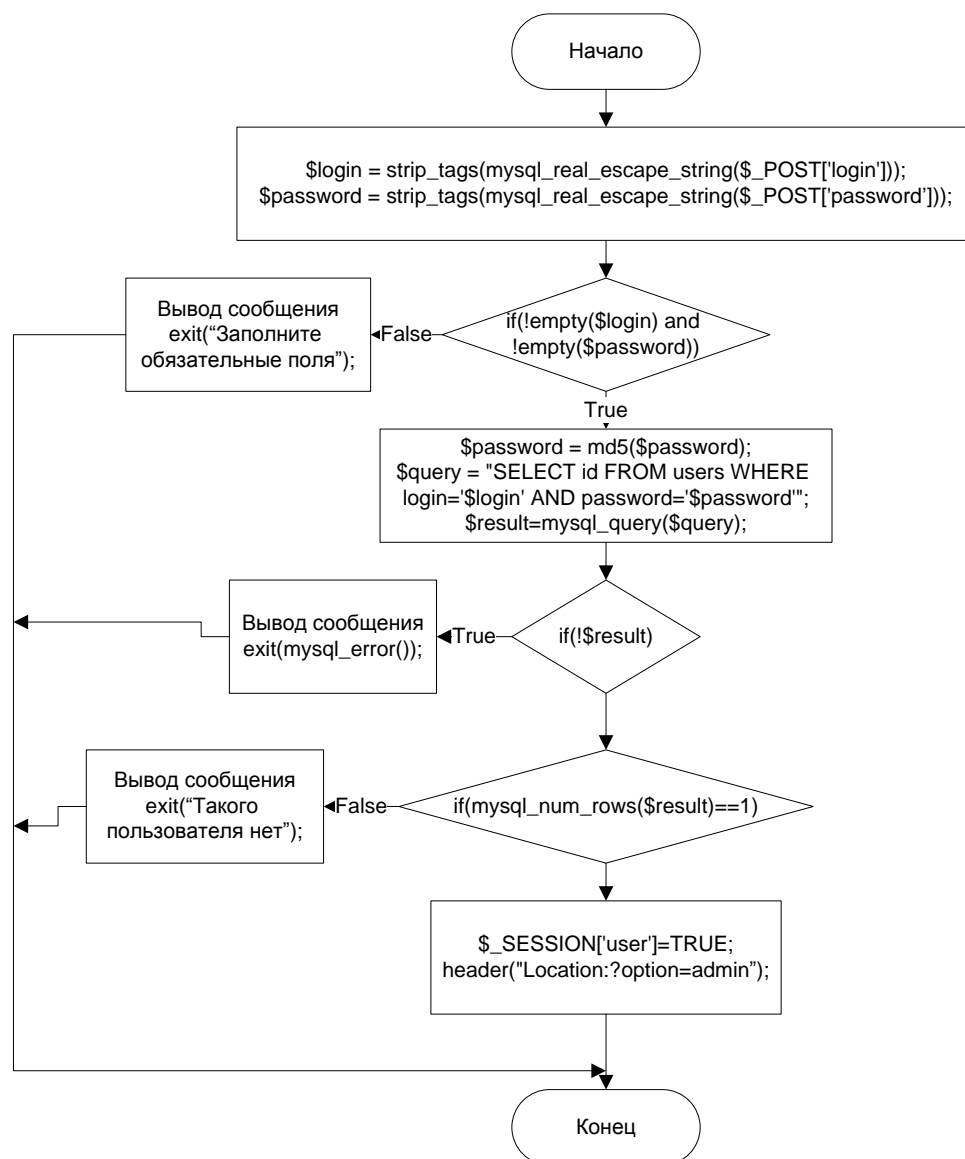 Начало
$login = strip_tags(mysql_real_escape_string($_POST['login']));
$password = strip_tags(mysql_real_escape_string($_POST['password’]));
Вывод сообщения
exit(“Заполните
обязательные поля”);
False
if(!empty($login) and
!empty($password))
True
$password = md5($password);
$query = "SELECT id FROM users WHERE
login='$login' AND password='$password'";
$result=mysql_query($query);
Вывод сообщения
exit(mysql_error());
True
if(!$result)
Вывод сообщения
exit(“Такого
пользователя нет”);
False
if(mysql_num_rows($result)==1)
$_SESSION['user']=TRUE;
header("Location:?option=admin”);
Конец